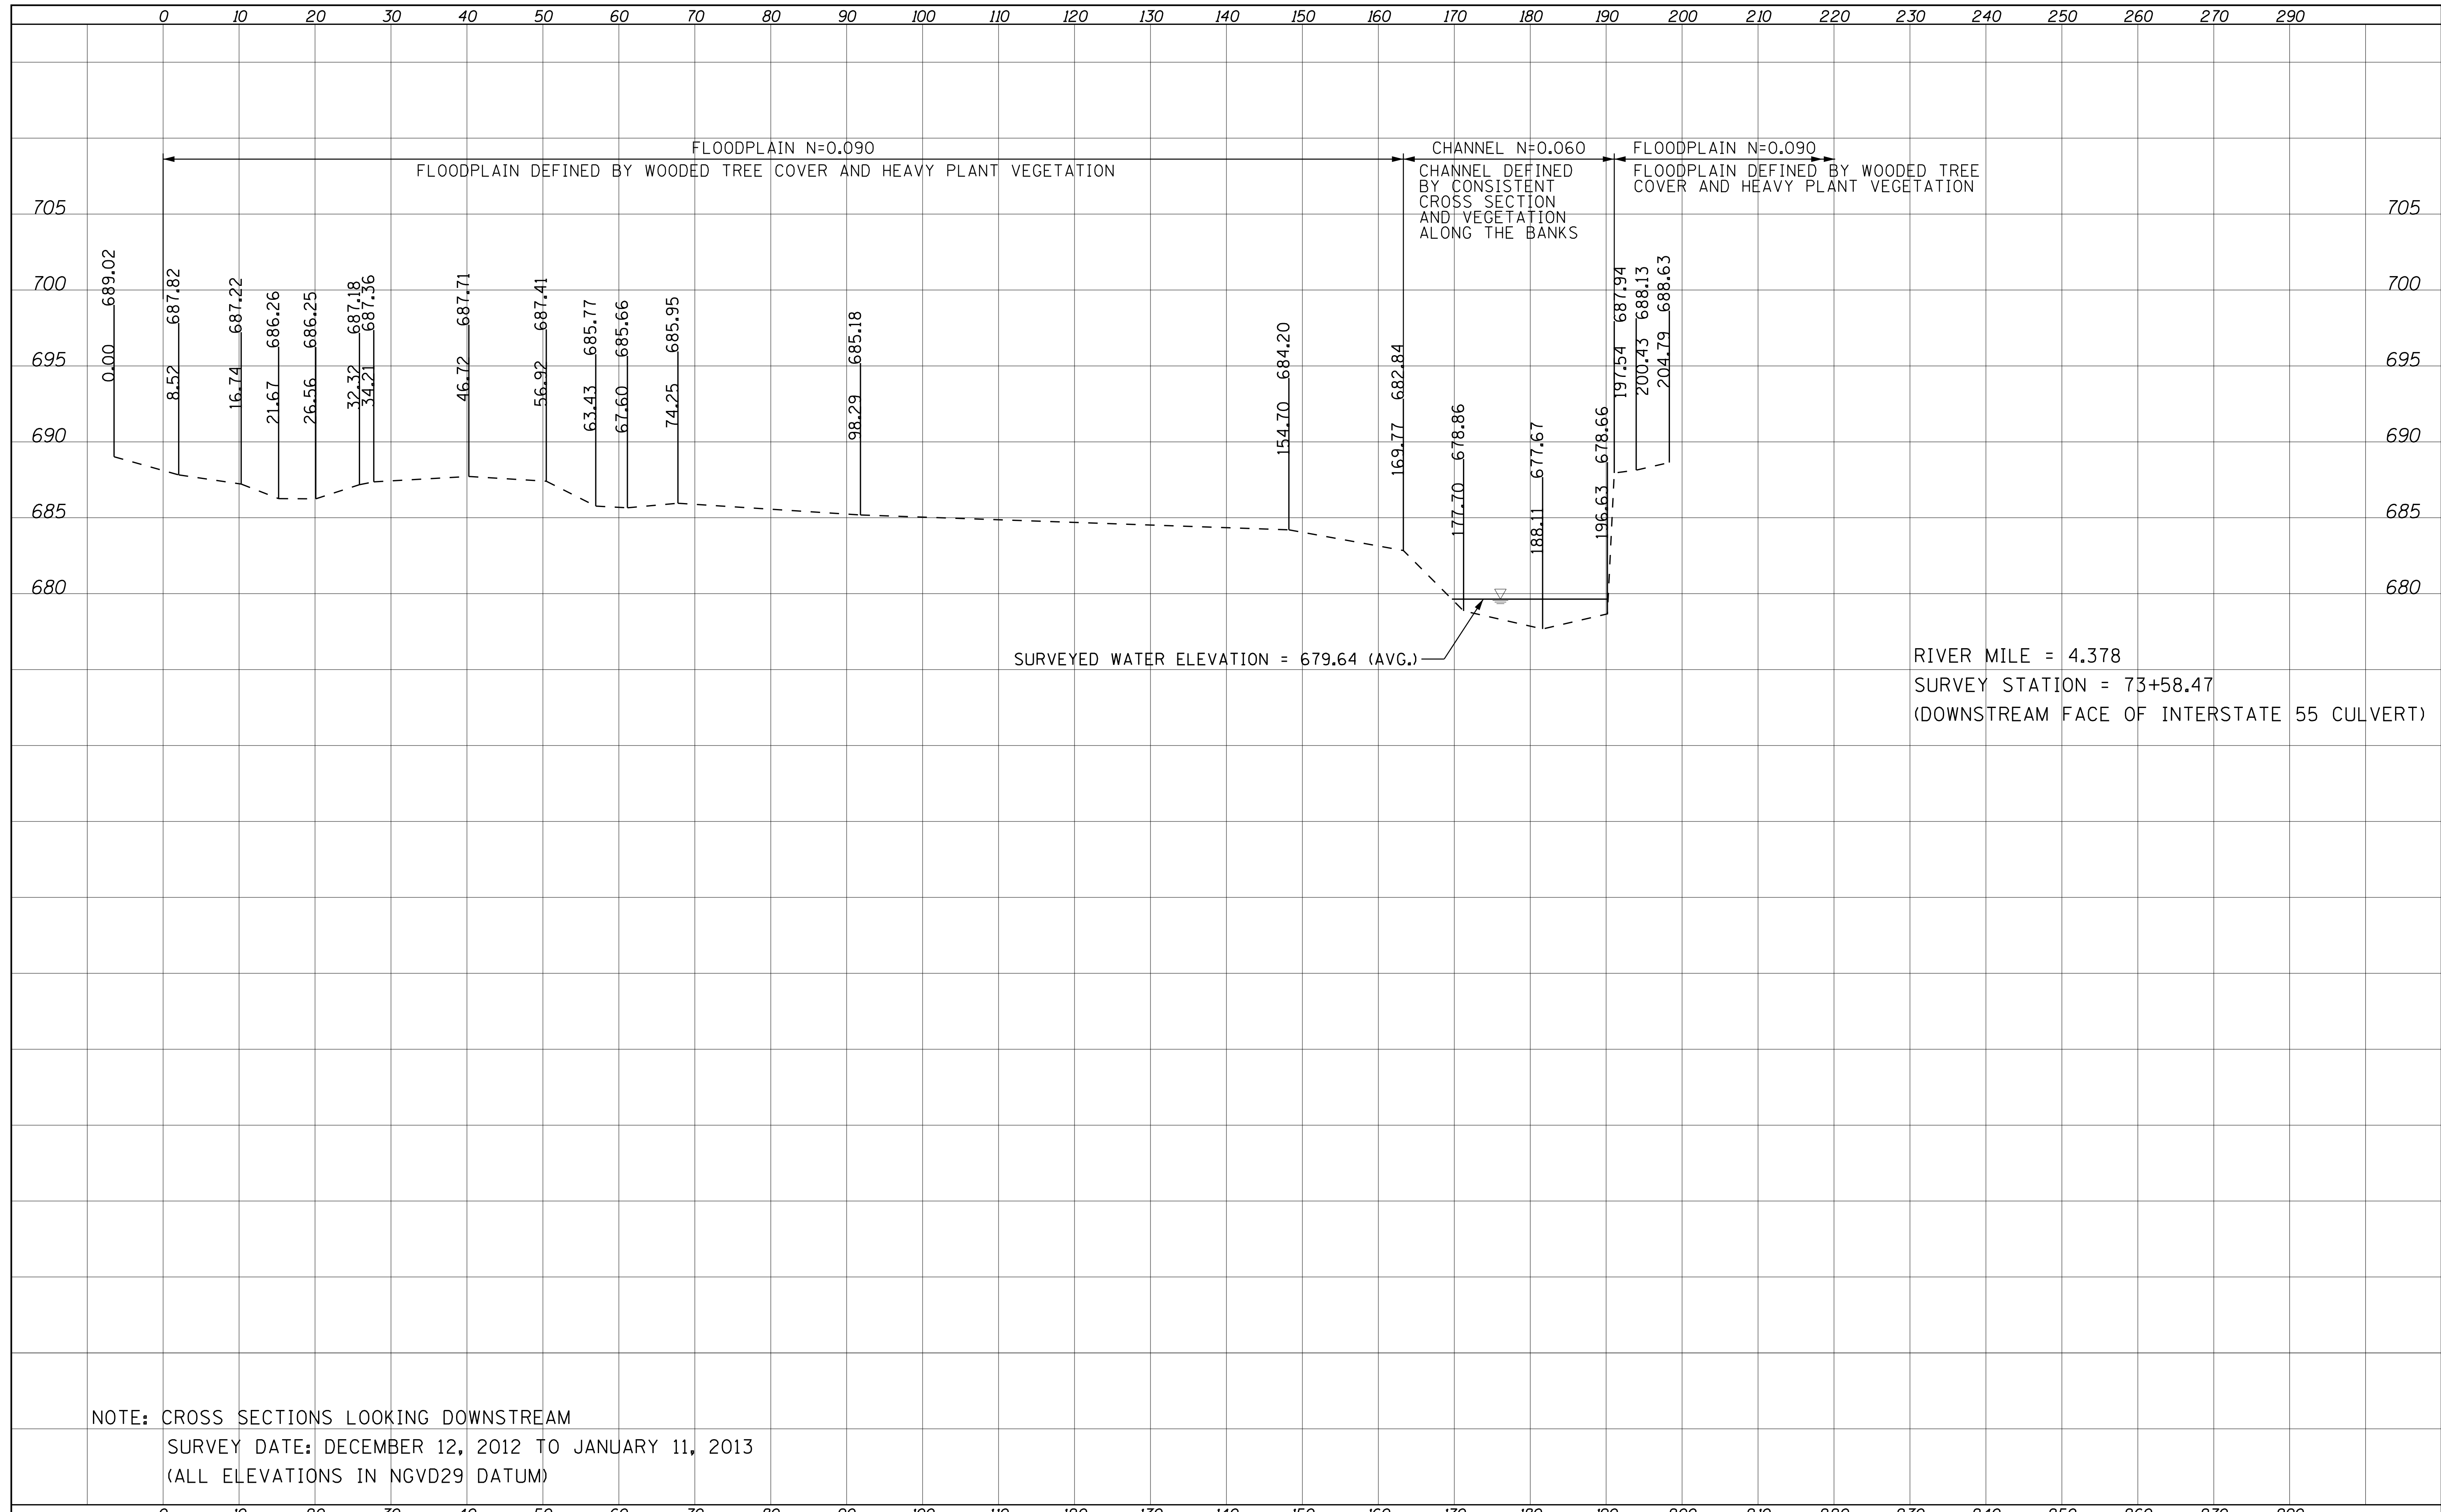 0 10 20 30 40 50 60 70 80 90 100 110 120 130 140 150 160 170 180 190 200 210 220 230 240 250 260 270 280 290
FLOODPLAIN N=0.090
FLOODPLAIN DEFINED BY WOODED TREE COVER AND HEAVY PLANT VEGETATION
CHANNEL N=0.060
CHANNEL DEFINED
BY CONSISTENT
CROSS SECTION
AND VEGETATION
ALONG THE BANKS
FLOODPLAIN N=0.090
FLOODPLAIN DEFINED BY WOODED TREE
COVER AND HEAVY PLANT VEGETATION
705 705
700 700
695 695
690 690
685 685
680 680
0.00 689.02
8.52 687.82
16.74 687.22
21.67 686.26
26.56 686.25
32.32 687.18
34.21 687.36
46.72 687.71
56.92 687.41
63.43 685.77
67.60 685.66
74.25 685.95
98.29 685.18
154.70 684.20
169.77 682.84
177.70 678.86
188.11 677.67
196.63 678.66
197.54 687.94
200.43 688.13
204.79 688.63
SURVEYED WATER ELEVATION = 679.64 (AVG.)
RIVER MILE = 4.378
SURVEY STATION = 73+58.47
(DOWNSTREAM FACE OF INTERSTATE 55 CULVERT)
NOTE: CROSS SECTIONS LOOKING DOWNSTREAM
SURVEY DATE: DECEMBER 12, 2012 TO JANUARY 11, 2013
(ALL ELEVATIONS IN NGVD29 DATUM)